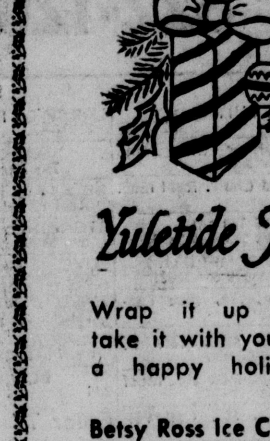 Yuletide
Wrap it up
take it with you
a happy holi
Betsy Ross Ice C